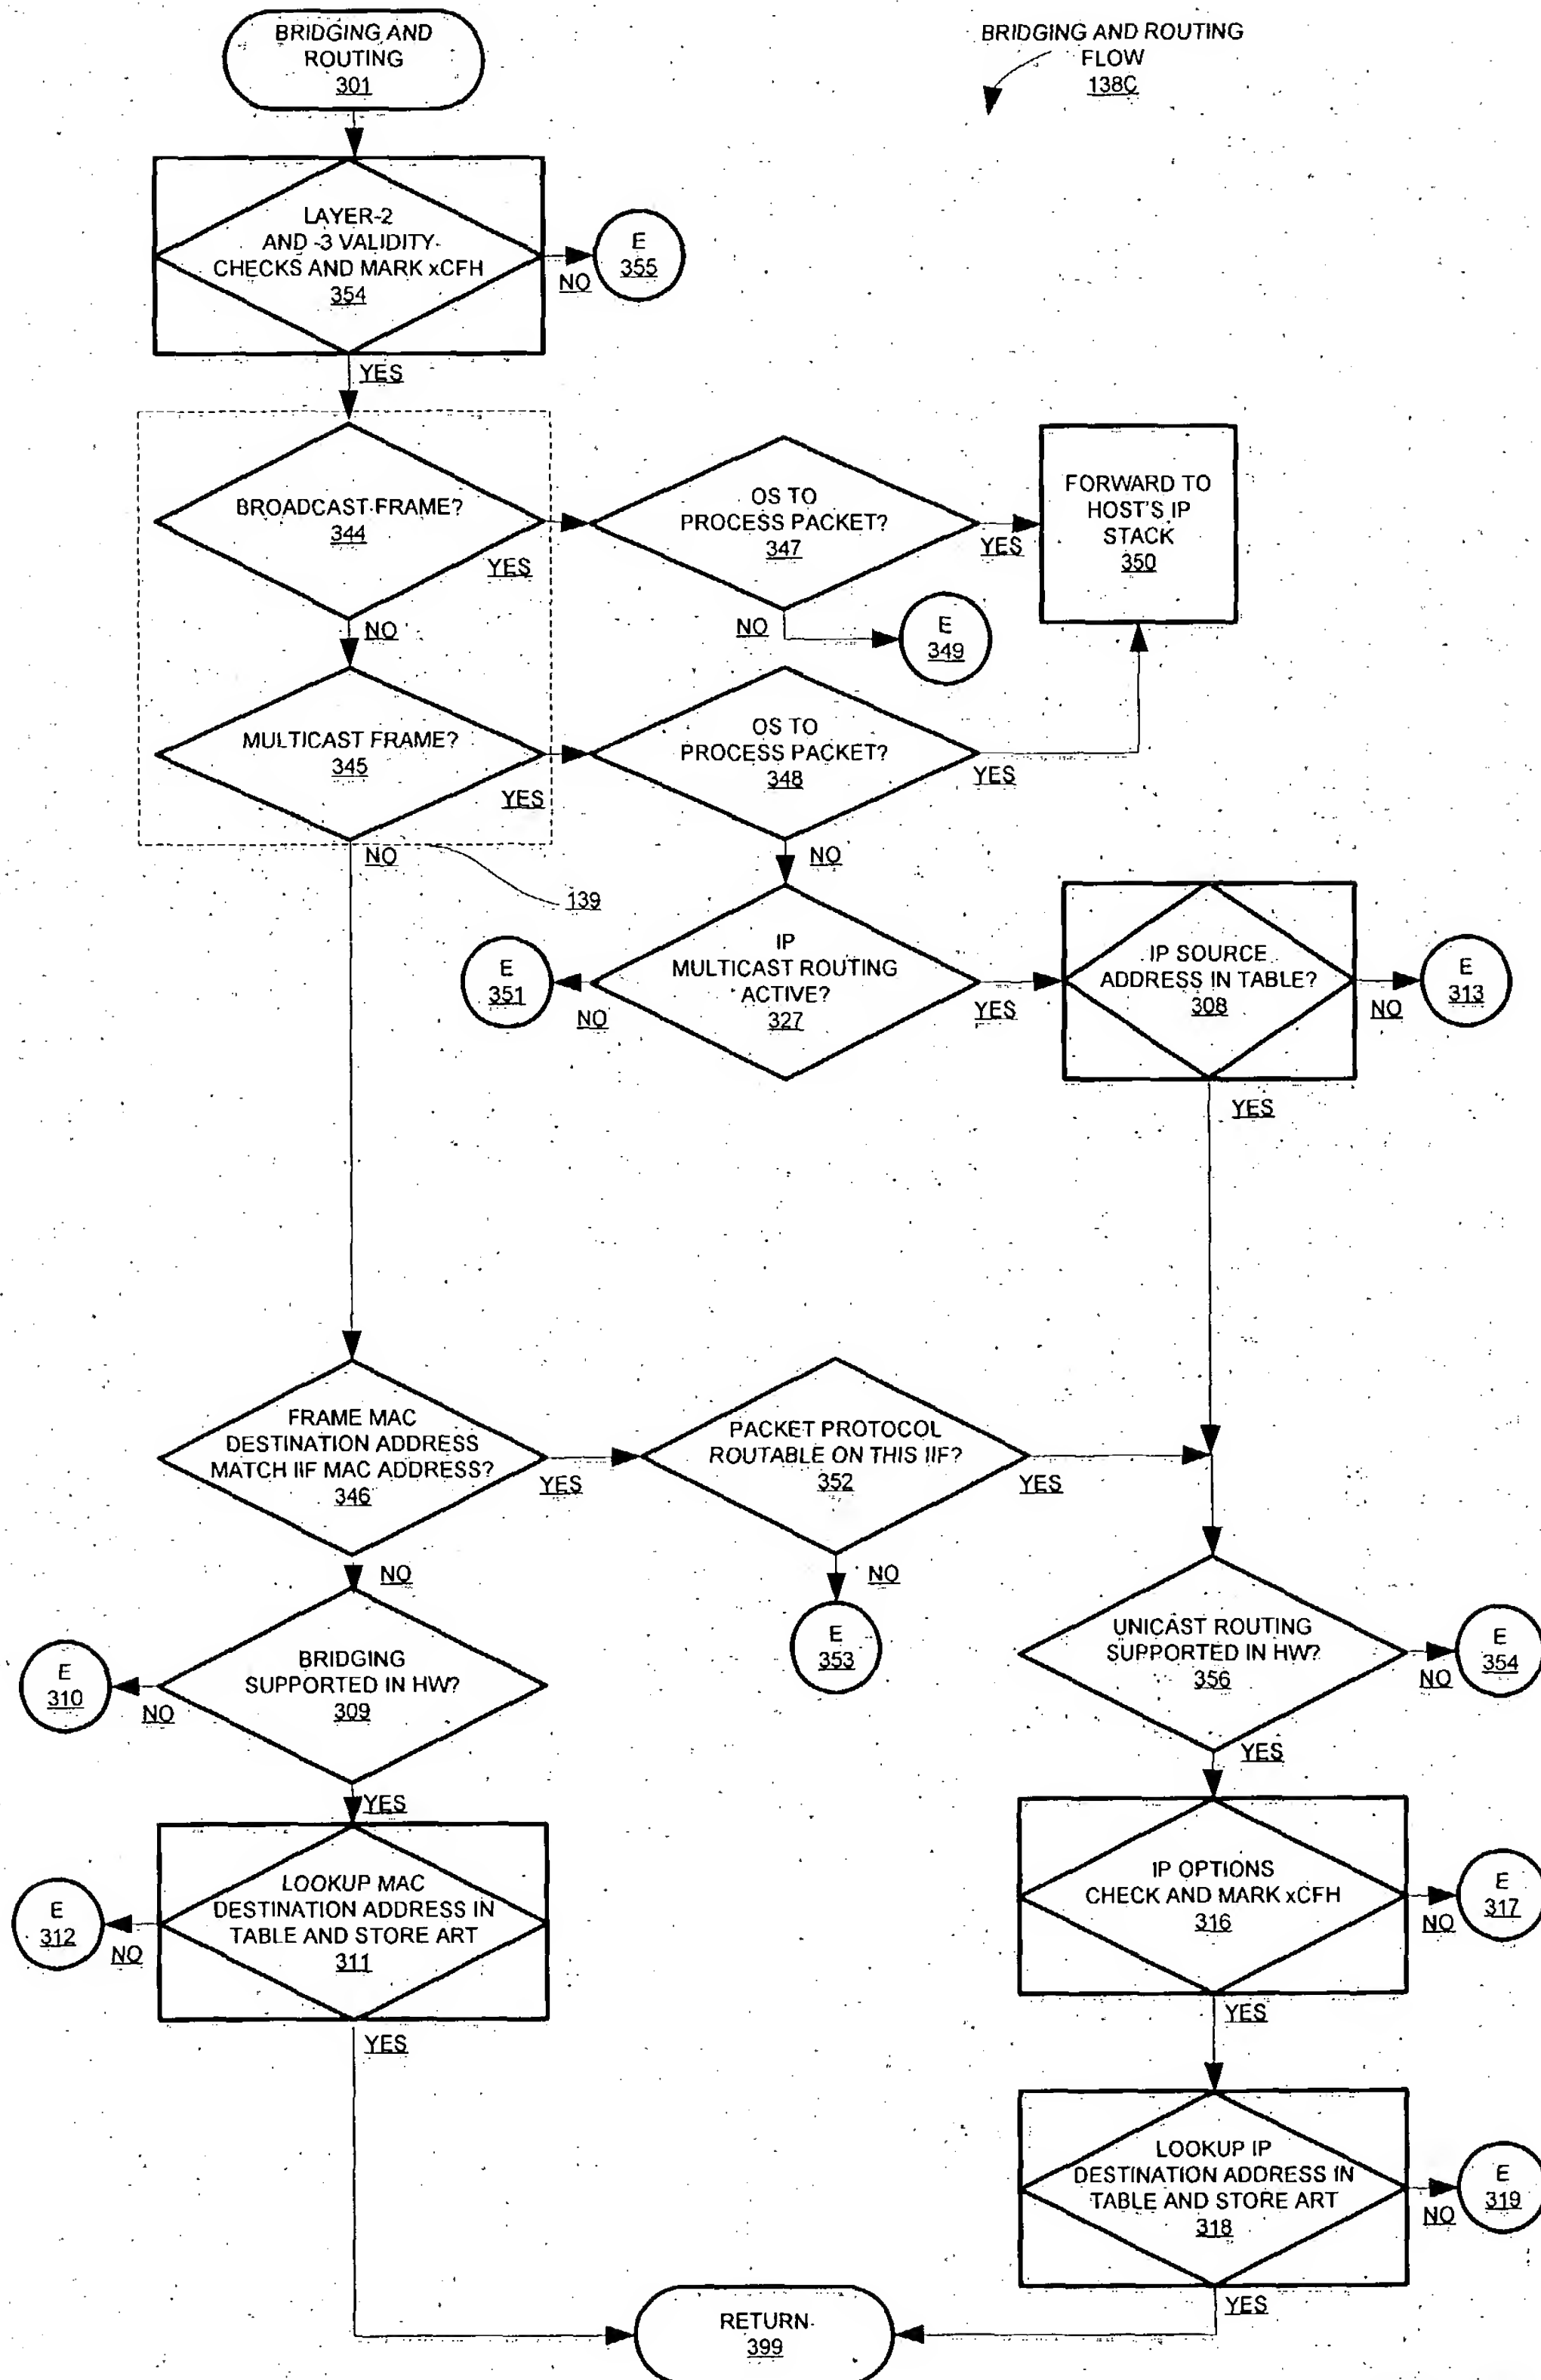 BRIDGING AND
ROUTING
301
BRIDGING AND ROUTING
FLOW
138C
LAYER-2
AND -3 VALIDITY
CHECKS AND MARK xCFH
354
NO
E
355
YES
BROADCAST FRAME?
344
YES
NO
OS TO
PROCESS PACKET?
347
YES
NO
E
349
FORWARD TO
HOST'S IP
STACK
350
MULTICAST FRAME?
345
YES
NO
139
OS TO
PROCESS PACKET?
348
YES
NO
IP
MULTICAST ROUTING
ACTIVE?
327
NO
E
351
YES
IP SOURCE
ADDRESS IN TABLE?
308
NO
E
313
YES
FRAME MAC
DESTINATION ADDRESS
MATCH IIF MAC ADDRESS?
346
YES
NO
PACKET PROTOCOL
ROUTABLE ON THIS IIF?
352
YES
NO
E
353
BRIDGING
SUPPORTED IN HW?
309
NO
E
310
YES
UNICAST ROUTING
SUPPORTED IN HW?
356
NO
E
354
YES
LOOKUP MAC
DESTINATION ADDRESS IN
TABLE AND STORE ART
311
NO
E
312
YES
IP OPTIONS
CHECK AND MARK xCFH
316
NO
E
317
YES
LOOKUP IP
DESTINATION ADDRESS IN
TABLE AND STORE ART
318
NO
E
319
YES
RETURN
399